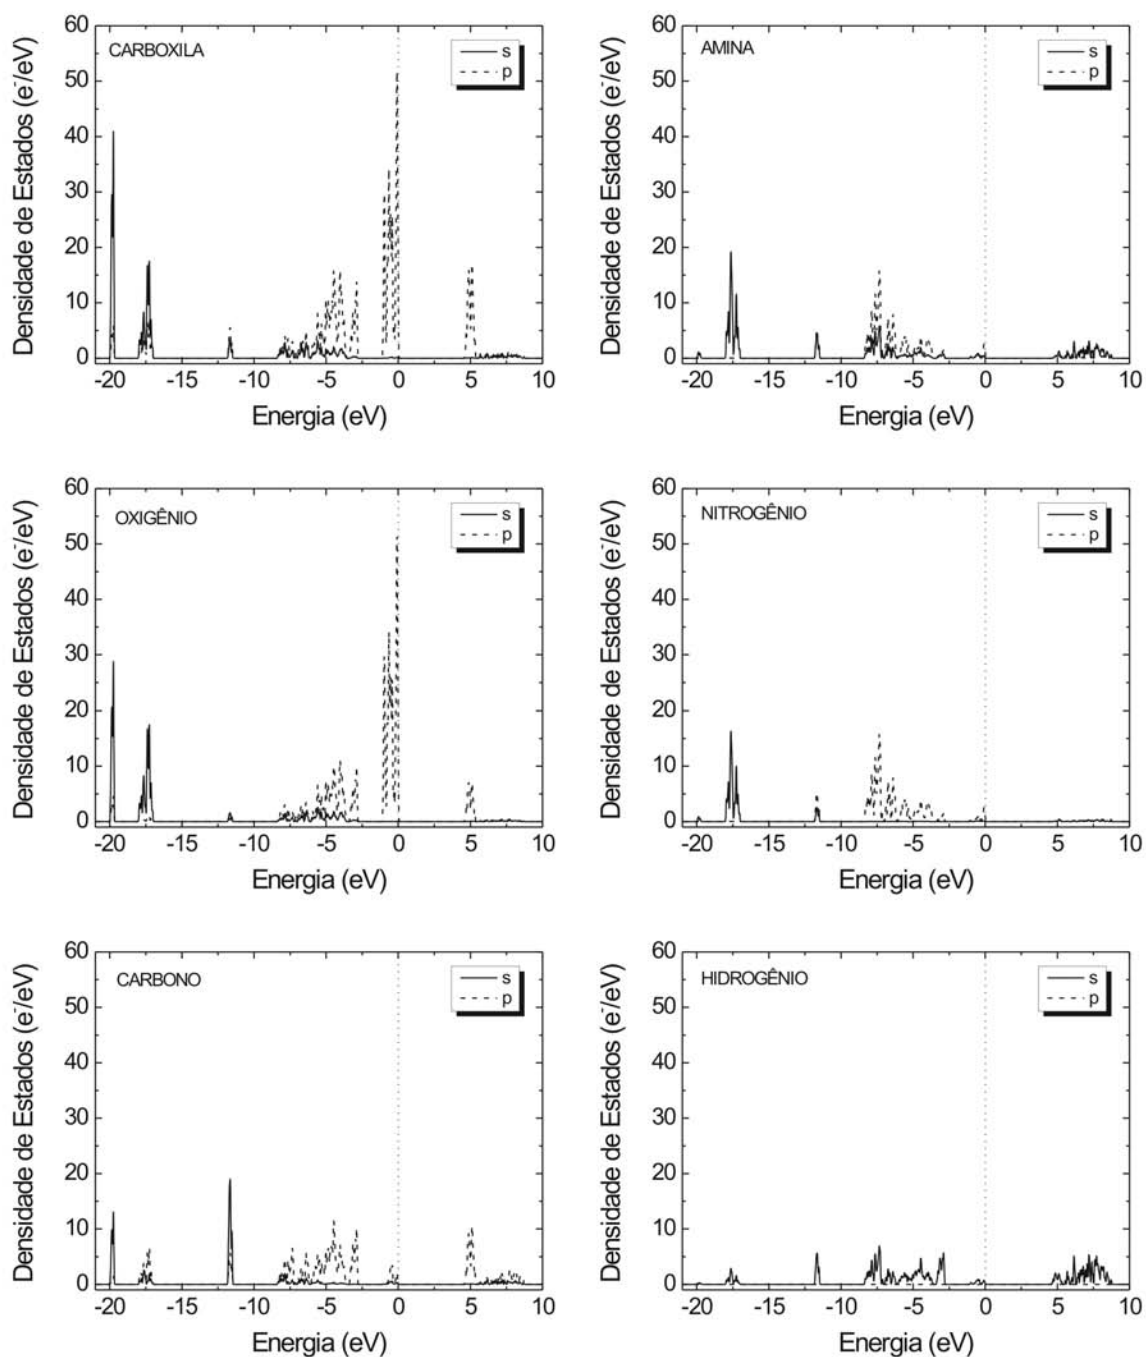 60
50
40
30
20
10
0
CARBOXILA
s
p
Densidade de Estados (e⁻/eV)
-20 -15 -10 -5 0 5 10
Energia (eV)
60
50
40
30
20
10
0
AMINA
s
p
Densidade de Estados (e⁻/eV)
-20 -15 -10 -5 0 5 10
Energia (eV)
60
50
40
30
20
10
0
OXIGÊNIO
s
p
Densidade de Estados (e⁻/eV)
-20 -15 -10 -5 0 5 10
Energia (eV)
60
50
40
30
20
10
0
NITROGÊNIO
s
p
Densidade de Estados (e⁻/eV)
-20 -15 -10 -5 0 5 10
Energia (eV)
60
50
40
30
20
10
0
CARBONO
s
p
Densidade de Estados (e⁻/eV)
-20 -15 -10 -5 0 5 10
Energia (eV)
60
50
40
30
20
10
0
HIDROGÊNIO
s
p
Densidade de Estados (e⁻/eV)
-20 -15 -10 -5 0 5 10
Energia (eV)